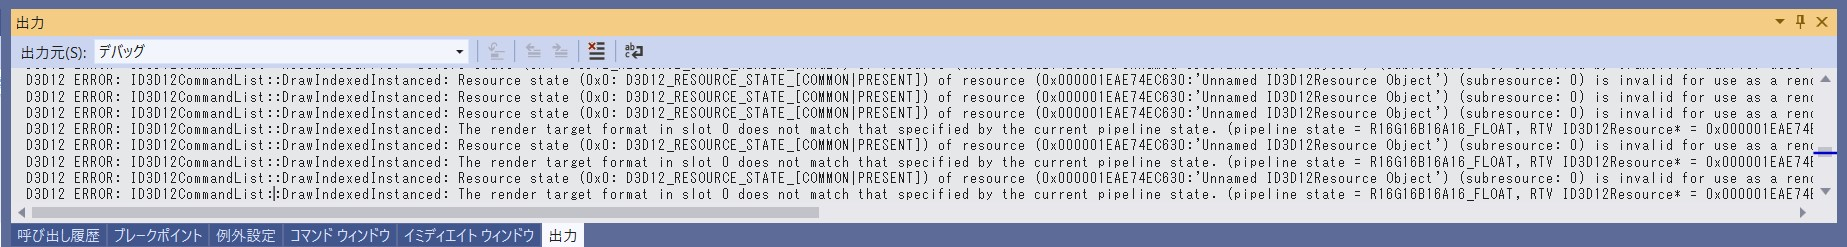 出力
出力元(S): デバッグ
D3D12 ERROR: ID3D12CommandList::DrawIndexedInstanced: Resource state (0x0: D3D12_RESOURCE_STATE_[COMMON|PRESENT]) of resource (0x000001EAE74EC630:'Unnamed ID3D12Resource Object') (subresource: 0) is invalid for use as a
D3D12 ERROR: ID3D12CommandList::DrawIndexedInstanced: Resource state (0x0: D3D12_RESOURCE_STATE_[COMMON|PRESENT]) of resource (0x000001EAE74EC630:'Unnamed ID3D12Resource Object') (subresource: 0) is invalid for use as a
D3D12 ERROR: ID3D12CommandList::DrawIndexedInstanced: Resource state (0x0: D3D12_RESOURCE_STATE_[COMMON|PRESENT]) of resource (0x000001EAE74EC630:'Unnamed ID3D12Resource Object') (subresource: 0) is invalid for use as a
D3D12 ERROR: ID3D12CommandList::DrawIndexedInstanced: The render target format in slot 0 does not match that specified by the current pipeline state. (pipeline state = R16G16B16A16_FLOAT, RTV ID3D12Resource* = 0x000001EAE74E
D3D12 ERROR: ID3D12CommandList::DrawIndexedInstanced: Resource state (0x0: D3D12_RESOURCE_STATE_[COMMON|PRESENT]) of resource (0x000001EAE74EC630:'Unnamed ID3D12Resource Object') (subresource: 0) is invalid for use as a
D3D12 ERROR: ID3D12CommandList::DrawIndexedInstanced: The render target format in slot 0 does not match that specified by the current pipeline state. (pipeline state = R16G16B16A16_FLOAT, RTV ID3D12Resource* = 0x000001EAE74E
D3D12 ERROR: ID3D12CommandList::DrawIndexedInstanced: Resource state (0x0: D3D12_RESOURCE_STATE_[COMMON|PRESENT]) of resource (0x000001EAE74EC630:'Unnamed ID3D12Resource Object') (subresource: 0) is invalid for use as a
D3D12 ERROR: ID3D12CommandList::DrawIndexedInstanced: The render target format in slot 0 does not match that specified by the current pipeline state. (pipeline state = R16G16B16A16_FLOAT, RTV ID3D12Resource* = 0x000001EAE74E
呼び出し履歴 ブレークポイント 例外設定 コマンド ウィンドウ イミディエイト ウィンドウ 出力